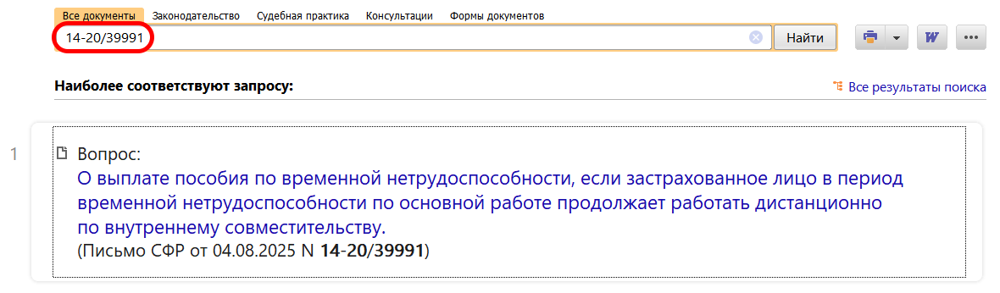 Все документы Законодательство Судебная практика Консультации Формы документов
14-20/39991 Найти W
Наиболее соответствуют запросу: Все результаты поиска
1 Вопрос:
О выплате пособия по временной нетрудоспособности, если застрахованное лицо в период
временной нетрудоспособности по основной работе продолжает работать дистанционно
по внутреннему совместительству.
(Письмо СФР от 04.08.2025 N 14-20/39991)